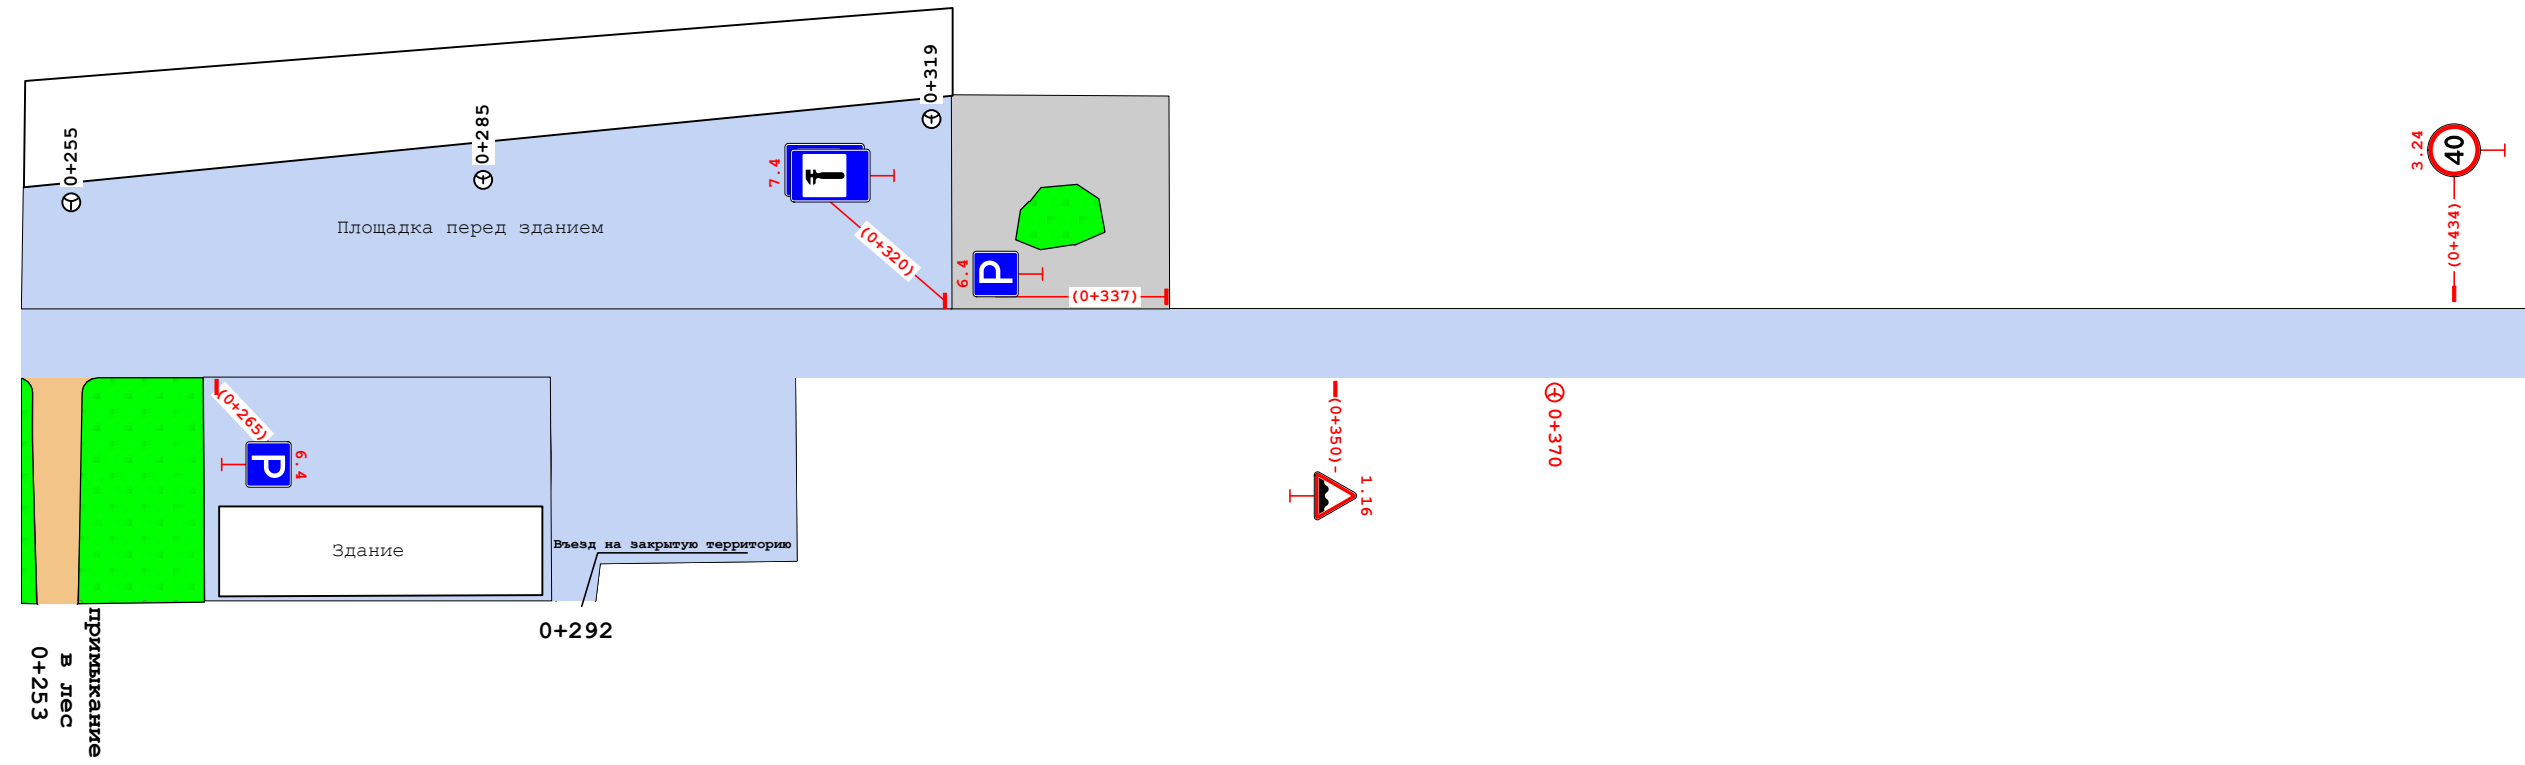 0+255
0+285
0+319
7.4
(0+320)
Площадка перед зданием
6.4
P
(0+337)
3.24
40
(0+434)
(0+265)
P
6.4
Здание
Въезд на закрытую территорию
0+292
(0+350)
1.16
0+370
примыкание
в лес
0+253